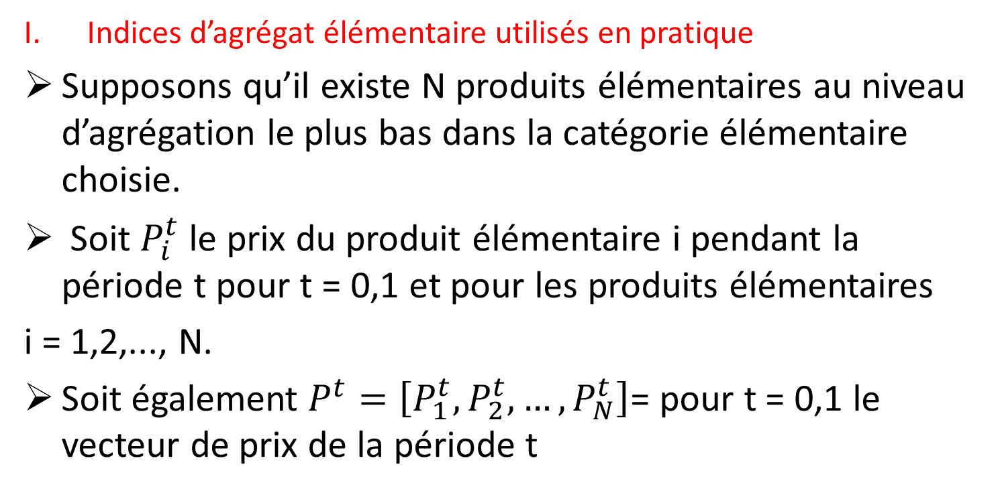 I. Indices d’agrégat élémentaire utilisés en pratique
➢ Supposons qu’il existe N produits élémentaires au niveau
d’agrégation le plus bas dans la catégorie élémentaire
choisie.
➢ Soit $P_i^t$ le prix du produit élémentaire i pendant la
période t pour t = 0,1 et pour les produits élémentaires
i = 1,2,..., N.
➢ Soit également $P^t = [P_1^t, P_2^t, \dots, P_N^t]$= pour t = 0,1 le
vecteur de prix de la période t